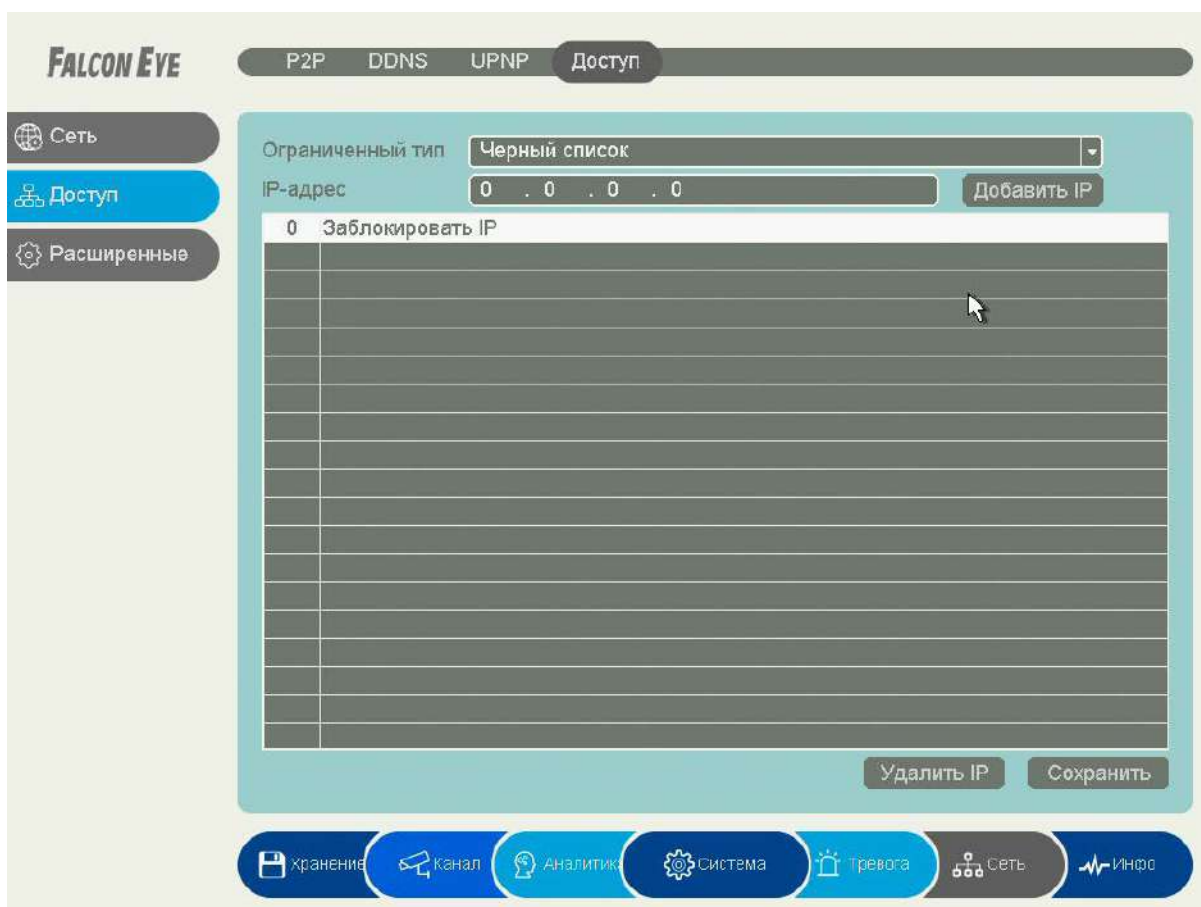 FALCON EYE
P2P DDNS UPNP Доступ
Сеть
Доступ
Расширенные
Ограниченный тип Черный список
IP-адрес 0 . 0 . 0 . 0 Добавить IP
0 Заблокировать IP
Удалить IP Сохранить
Хранение Канал Аналитик Система Тревога Сеть Инфо